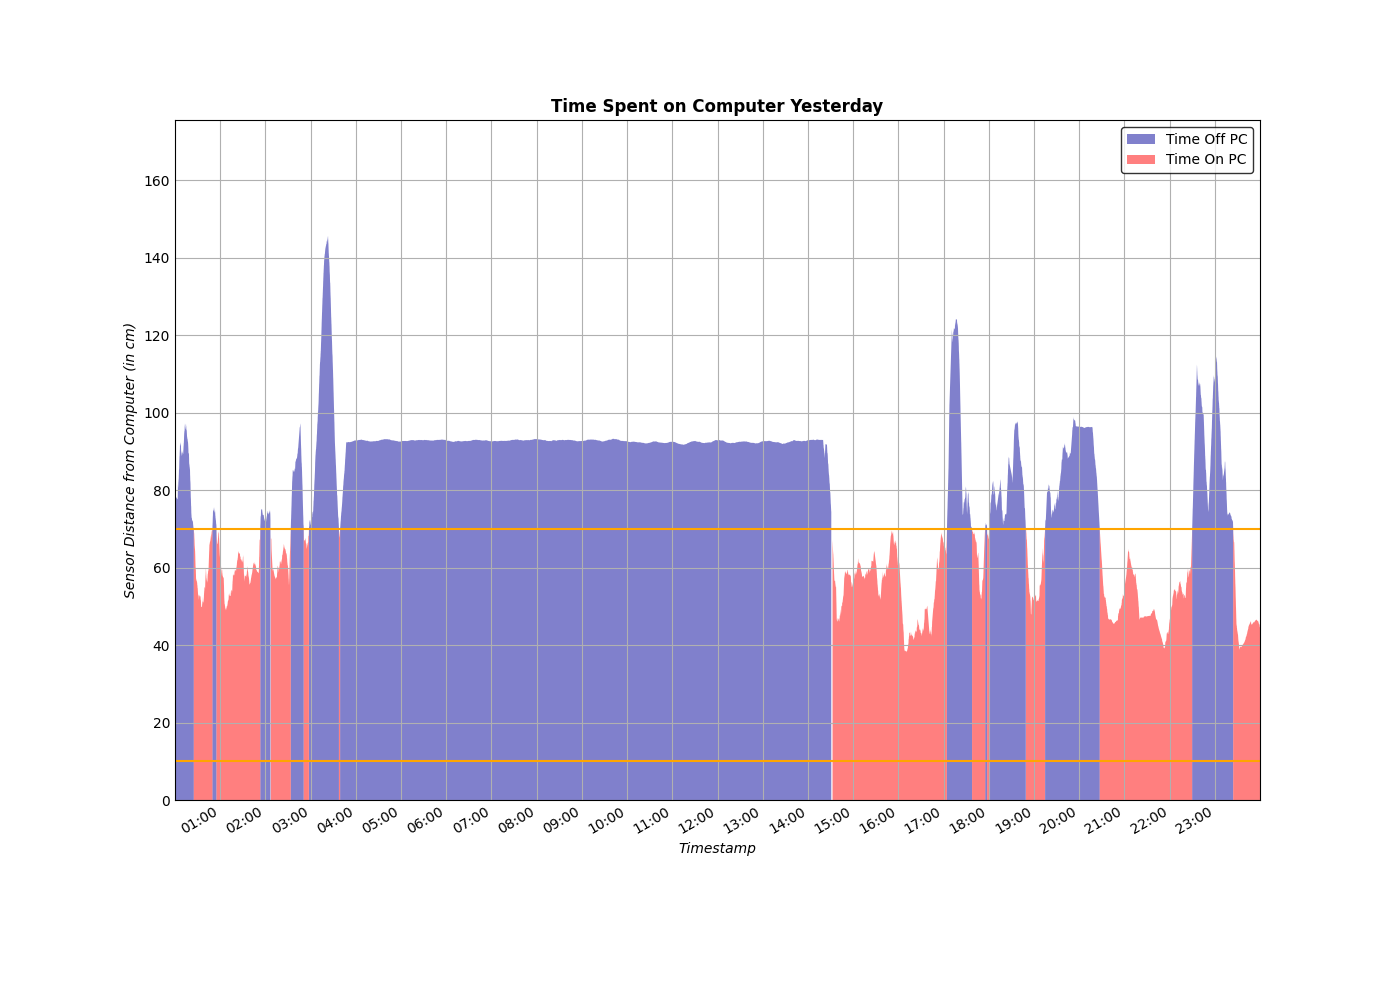 Time Spent on Computer Yesterday
Time Off PC
Time On PC
Sensor Distance from Computer (in cm)
160
140
120
100
80
60
40
20
0
01:00 02:00 03:00 04:00 05:00 06:00 07:00 08:00 09:00 10:00 11:00 12:00 13:00 14:00 15:00 16:00 17:00 18:00 19:00 20:00 21:00 22:00 23:00
Timestamp